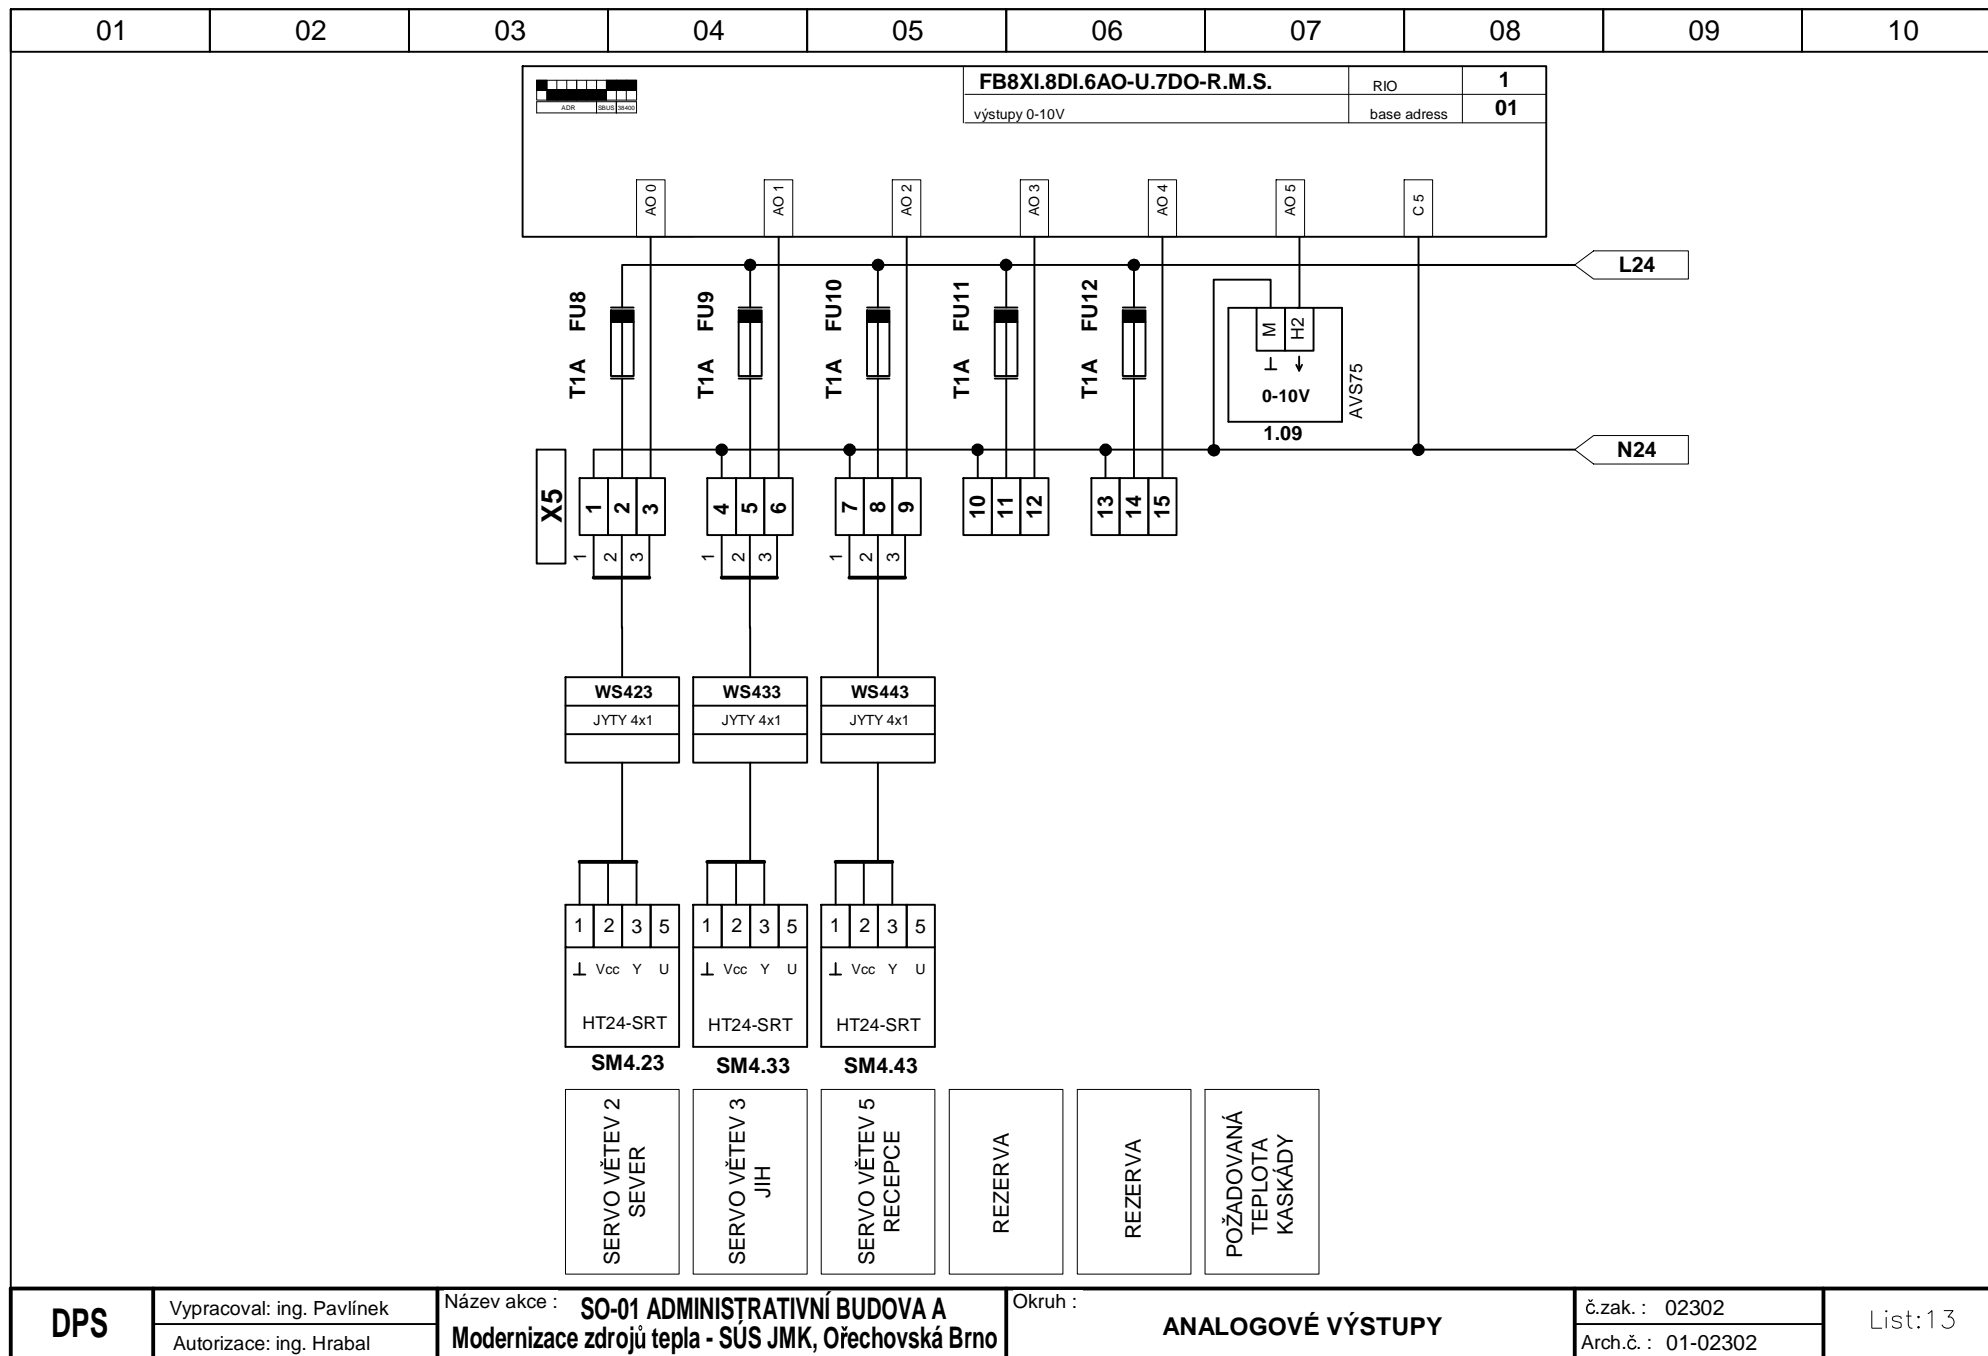 01 02 03 04 05 06 07 08 09 10
FB8XI.8DI.6AO-U.7DO-R.M.S. RIO 1
výstupy 0-10V base adress 01
ADR SBUS 38400
AO 0 AO 1 AO 2 AO 3 AO 4 AO 5 C 5
L24
T1A FU8 T1A FU9 T1A FU10 T1A FU11 T1A FU12
M H2
0-10V
AVS75
1.09
N24
X5
1 2 3 4 5 6 7 8 9 10 11 12 13 14 15
1 2 3 1 2 3 1 2 3
WS423 WS433 WS443
JYTY 4x1 JYTY 4x1 JYTY 4x1
1 2 3 5 1 2 3 5 1 2 3 5
⊥ Vcc Y U ⊥ Vcc Y U ⊥ Vcc Y U
HT24-SRT HT24-SRT HT24-SRT
SM4.23 SM4.33 SM4.43
SERVO VĚTEV 2
SEVER
SERVO VĚTEV 3
JIH
SERVO VĚTEV 5
RECEPCE
REZERVA
REZERVA
POŽADOVANÁ
TEPLOTA
KASKÁDY
DPS
Vypracoval: ing. Pavlínek
Autorizace: ing. Hrabal
Název akce : SO-01 ADMINISTRATIVNÍ BUDOVA A
Modernizace zdrojů tepla - SÚS JMK, Ořechovská Brno
Okruh :
ANALOGOVÉ VÝSTUPY
č.zak. : 02302
Arch.č. : 01-02302
List:13